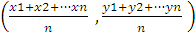 (x1+x2+⋯xn/n , y1+y2+⋯yn/n)